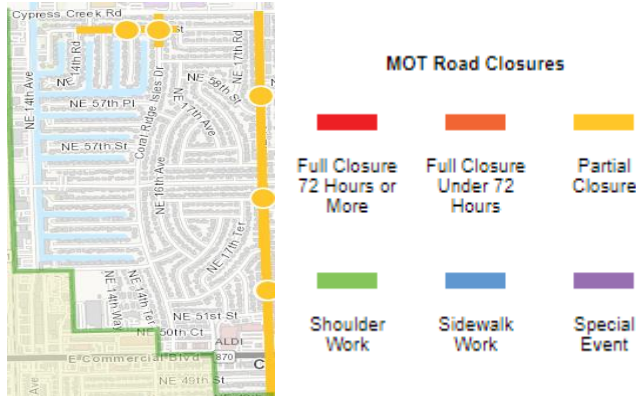 Cypress Creek Rd
St
NE 14th Ave
14th Rd
NE
NE 17th Rd
NE 58th St
NE 57th Pl
Coral Ridge Isles Dr
NE 17th Ave
NE 57th St
NE 16th Ave
NE 17th Ter
NE 14th Way
NE 14th Ter
NE 51st St
NE 50th Ct
ALDI
E Commercial Blvd
870
C
NE 49th St
Ave
MOT Road Closures
Full Closure
72 Hours or
More
Full Closure
Under 72
Hours
Partial
Closure
Shoulder
Work
Sidewalk
Work
Special
Event